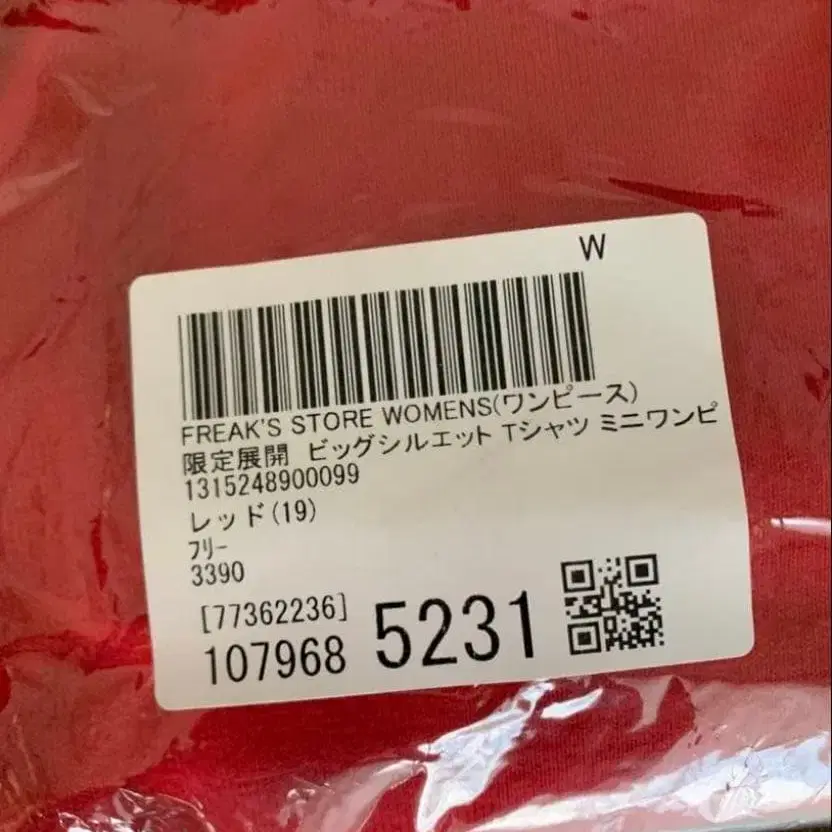 W
FREAK'S STORE WOMENS(ワンピース)
限定展開 ビッグシルエット Tシャツ ミニワンピ
1315248900099
レッド(19)
ﾌﾘｰ
3390
[77362236]
107968 5231